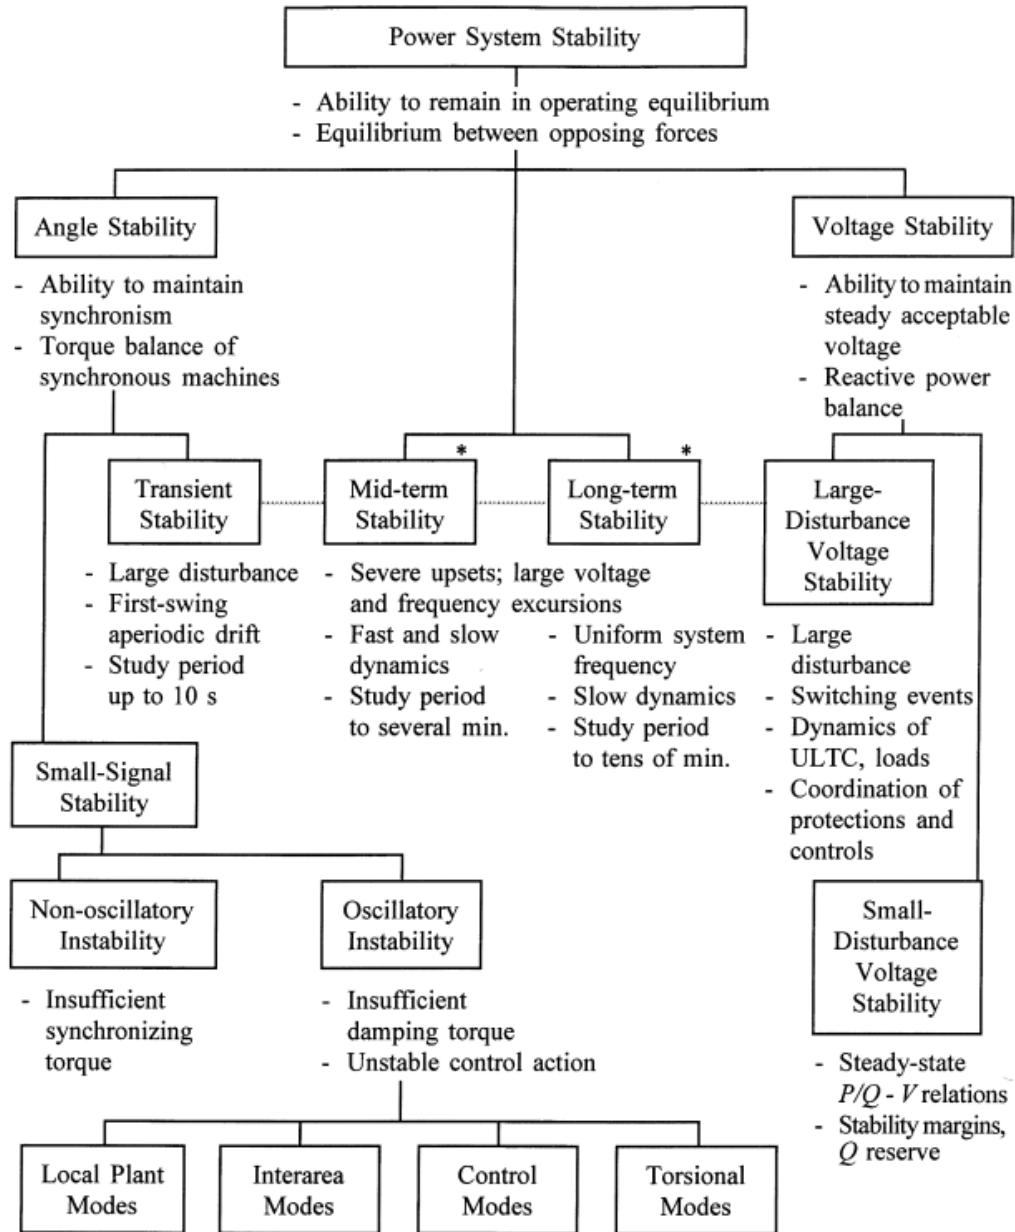 Power System Stability
- Ability to remain in operating equilibrium
- Equilibrium between opposing forces
Angle Stability
- Ability to maintain
synchronism
- Torque balance of
synchronous machines
Voltage Stability
- Ability to maintain
steady acceptable
voltage
- Reactive power
balance
Transient
Stability
- Large disturbance
- First-swing
aperiodic drift
- Study period
up to 10 s
*
Mid-term
Stability
- Severe upsets; large voltage
and frequency excursions
- Fast and slow
dynamics
- Study period
to several min.
*
Long-term
Stability
- Uniform system
frequency
- Slow dynamics
- Study period
to tens of min.
Large-
Disturbance
Voltage
Stability
- Large
disturbance
- Switching events
- Dynamics of
ULTC, loads
- Coordination of
protections and
controls
Small-Signal
Stability
Non-oscillatory
Instability
- Insufficient
synchronizing
torque
Oscillatory
Instability
- Insufficient
damping torque
- Unstable control action
Small-
Disturbance
Voltage
Stability
- Steady-state
P/Q - V relations
- Stability margins,
Q reserve
Local Plant
Modes
Interarea
Modes
Control
Modes
Torsional
Modes